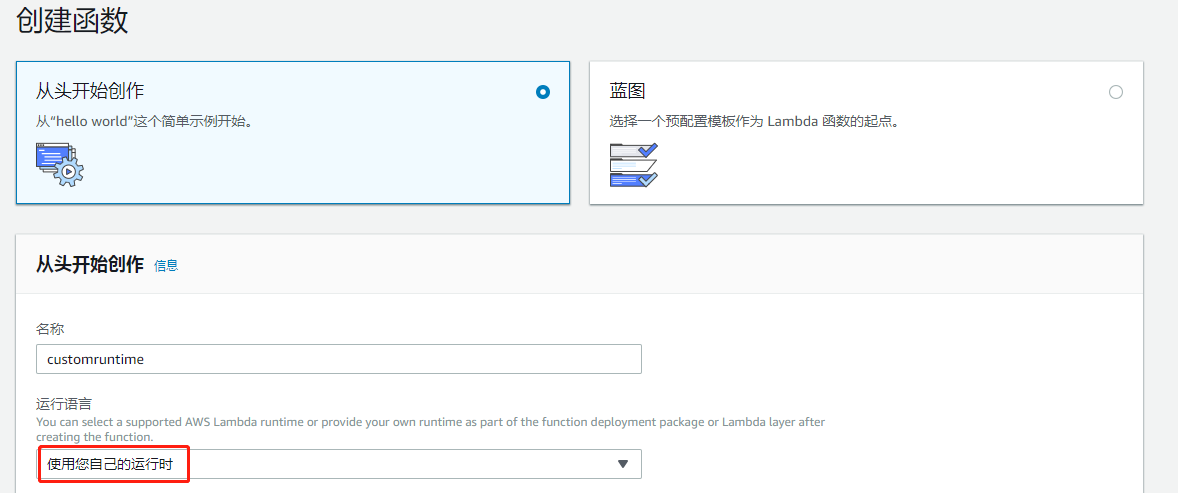 创建函数
从头开始创作
从“hello world”这个简单示例开始。
蓝图
选择一个预配置模板作为 Lambda 函数的起点。
从头开始创作 信息
名称
customruntime
运行语言
You can select a supported AWS Lambda runtime or provide your own runtime as part of the function deployment package or Lambda layer after
creating the function.
使用您自己的运行时